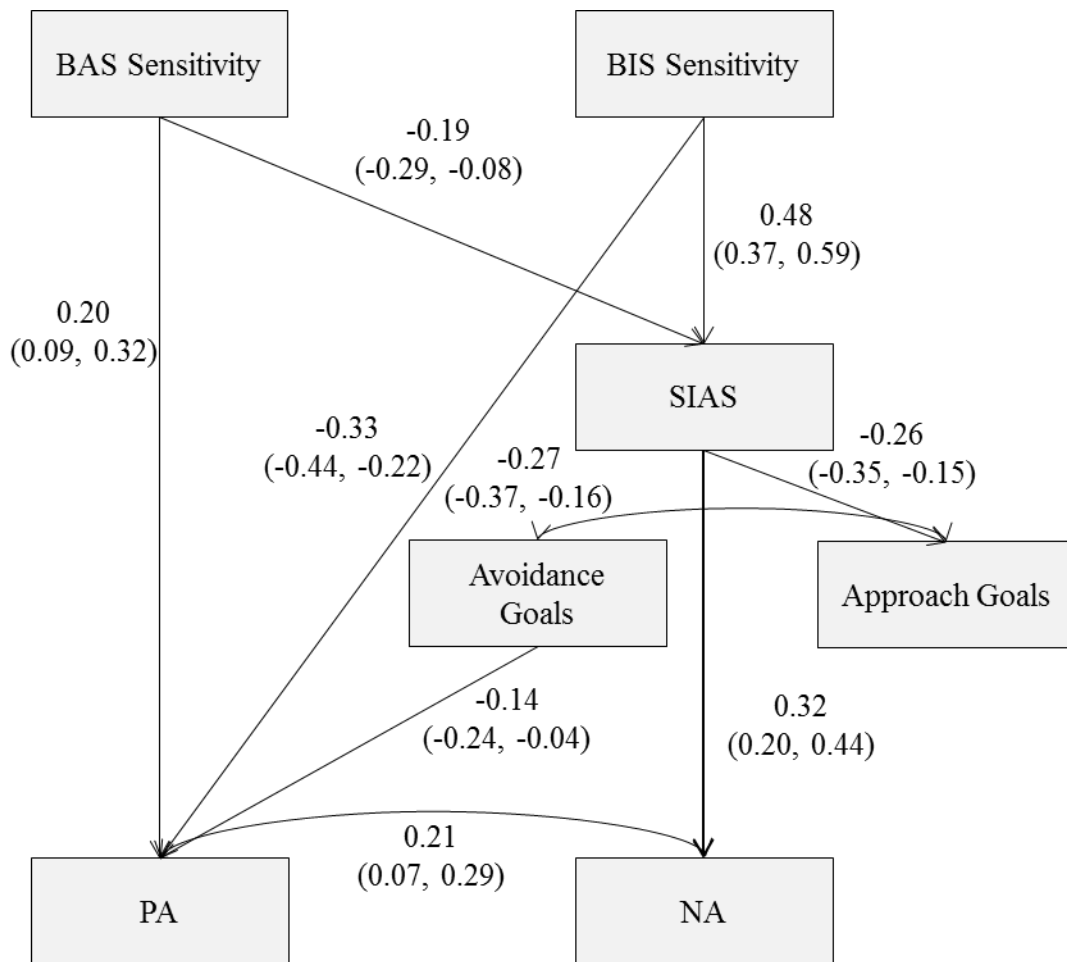 BAS Sensitivity
BIS Sensitivity
-0.19
(-0.29, -0.08)
0.48
(0.37, 0.59)
0.20
(0.09, 0.32)
SIAS
-0.33
(-0.44, -0.22)
-0.27
(-0.37, -0.16)
-0.26
(-0.35, -0.15)
Avoidance
Goals
Approach Goals
-0.14
(-0.24, -0.04)
0.32
(0.20, 0.44)
0.21
(0.07, 0.29)
PA
NA